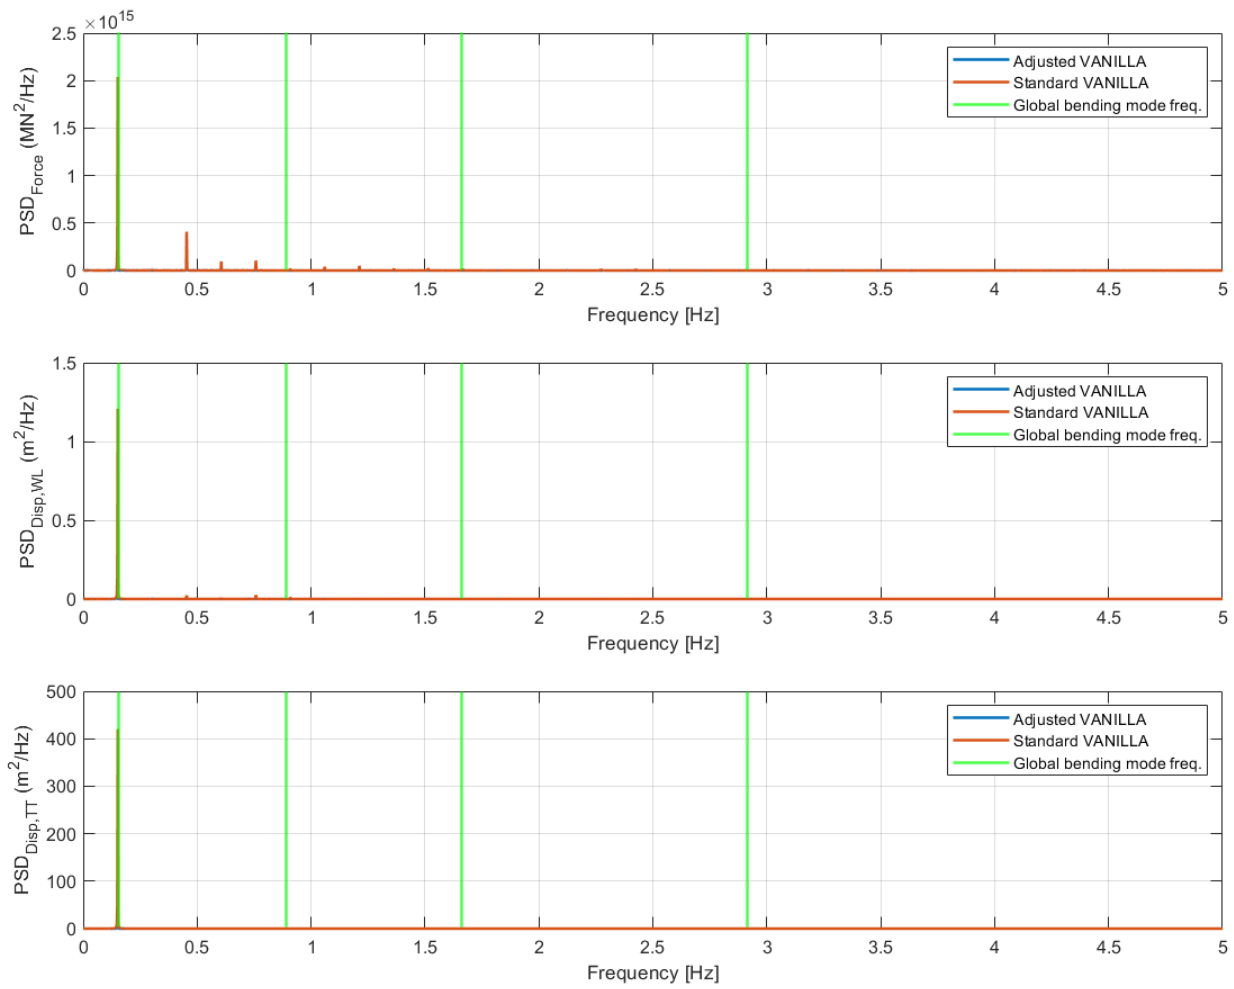 ×10^15
2.5
2
1.5
1
0.5
0
PSD_Force (MN^2/Hz)
0 0.5 1 1.5 2 2.5 3 3.5 4 4.5 5
Frequency [Hz]
Adjusted VANILLA
Standard VANILLA
Global bending mode freq.
1.5
1
0.5
0
PSD_Disp,WL (m^2/Hz)
0 0.5 1 1.5 2 2.5 3 3.5 4 4.5 5
Frequency [Hz]
Adjusted VANILLA
Standard VANILLA
Global bending mode freq.
500
400
300
200
100
0
PSD_Disp,TT (m^2/Hz)
0 0.5 1 1.5 2 2.5 3 3.5 4 4.5 5
Frequency [Hz]
Adjusted VANILLA
Standard VANILLA
Global bending mode freq.